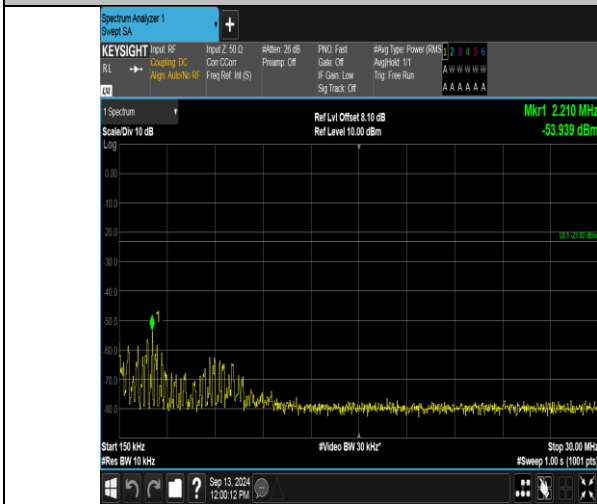 Spectrum Analyzer 1
Swept SA
+
KEYSIGHT
RL
Input: RF
Coupling: DC
Align: Auto/No RF
Input Z: 50 Ω
Corr CCorr
Freq Ref: Int (S)
#Atten: 26 dB
Preamp: Off
PNO: Fast
Gate: Off
IF Gain: Low
Sig Track: Off
#Avg Type: Power (RMS)
Avg|Hold: 1/1
Trig: Free Run
1 2 3 4 5 6
A W W W W W
A A A A A A
1 Spectrum
Scale/Div 10 dB
Log
Ref Lvl Offset 8.10 dB
Ref Level 10.00 dBm
Mkr1 2.210 MHz
-53.939 dBm
0.00
-10.0
-20.0
DL1 -23.00 dBm
-30.0
-40.0
1
-50.0
-60.0
-70.0
-80.0
Start 150 kHz
#Res BW 10 kHz
#Video BW 30 kHz*
Stop 30.00 MHz
#Sweep 1.00 s (1001 pts)
?
Sep 13, 2024
12:00:12 PM